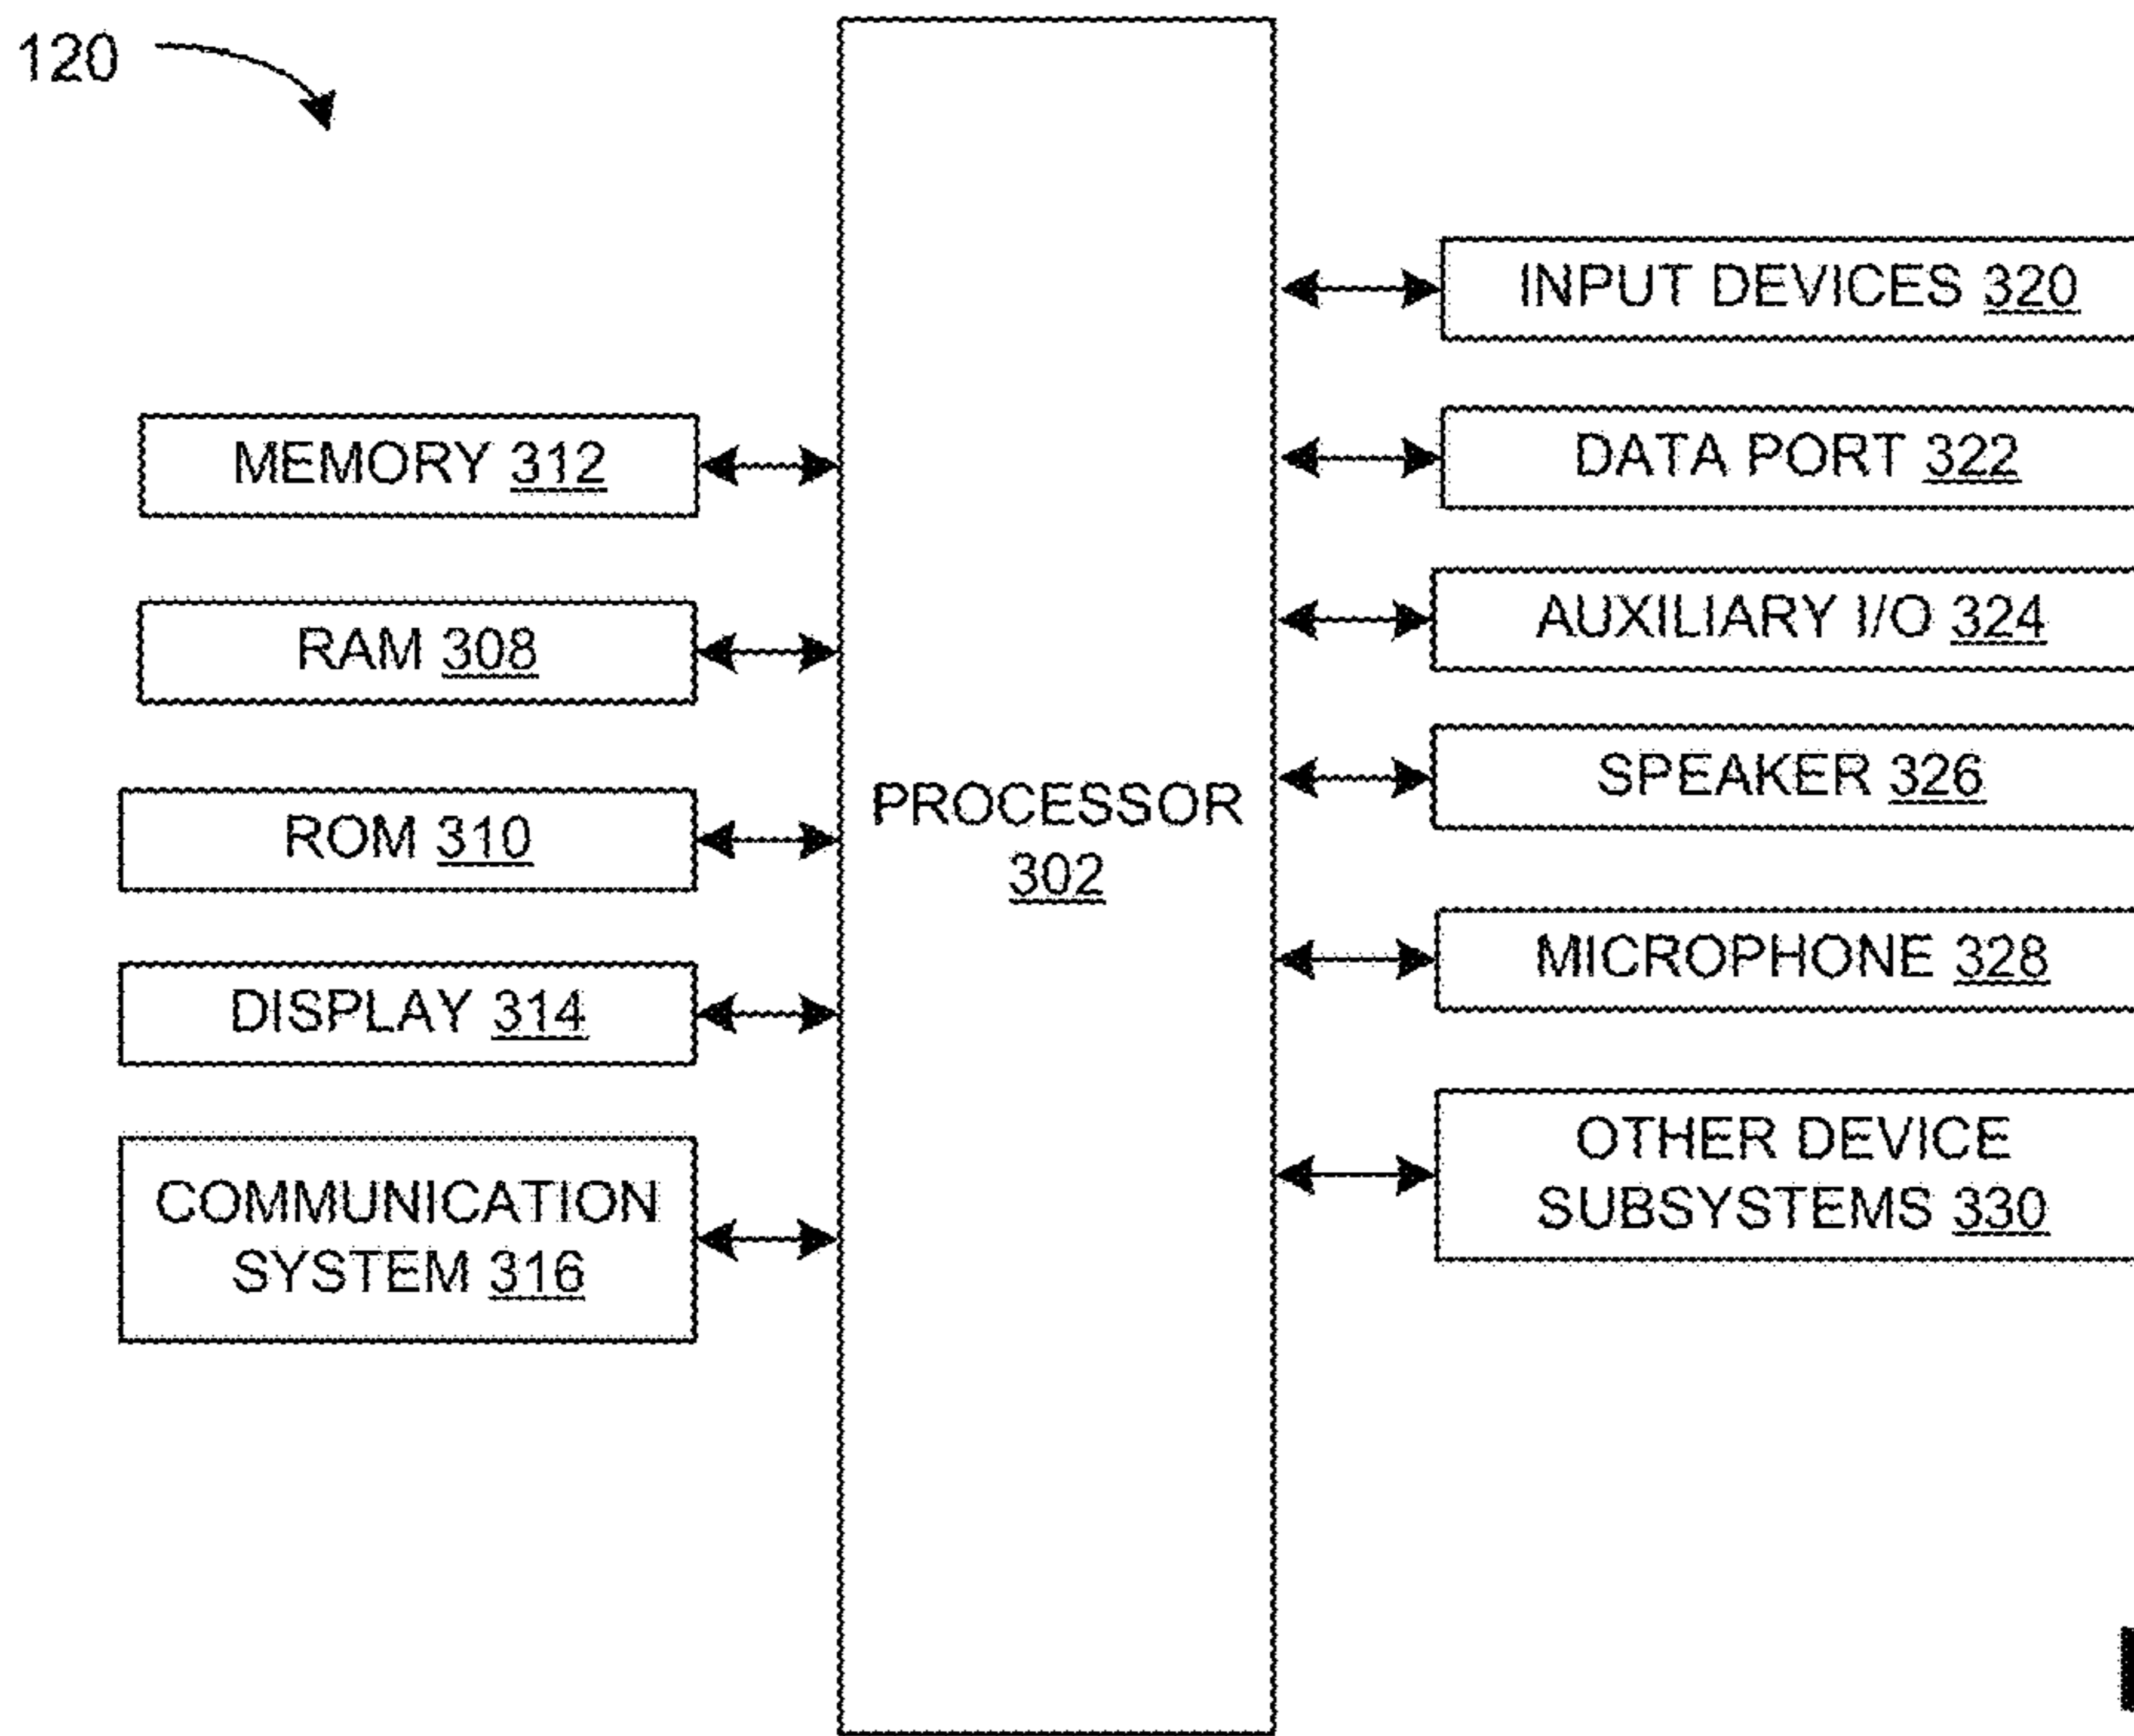 120
MEMORY 312
RAM 308
ROM 310
DISPLAY 314
COMMUNICATION
SYSTEM 316
PROCESSOR
302
INPUT DEVICES 320
DATA PORT 322
AUXILIARY I/O 324
SPEAKER 326
MICROPHONE 328
OTHER DEVICE
SUBSYSTEMS 330